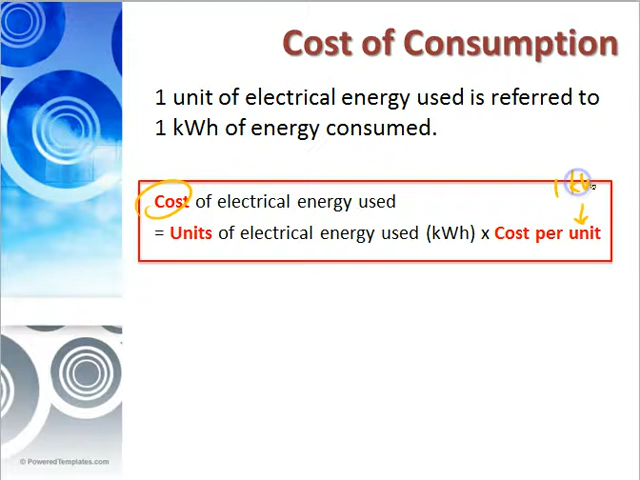 Cost of Consumption
1 unit of electrical energy used is referred to
1 kWh of energy consumed.
1 k
Cost of electrical energy used
= Units of electrical energy used (kWh) x Cost per unit
© PoweredTemplates.com